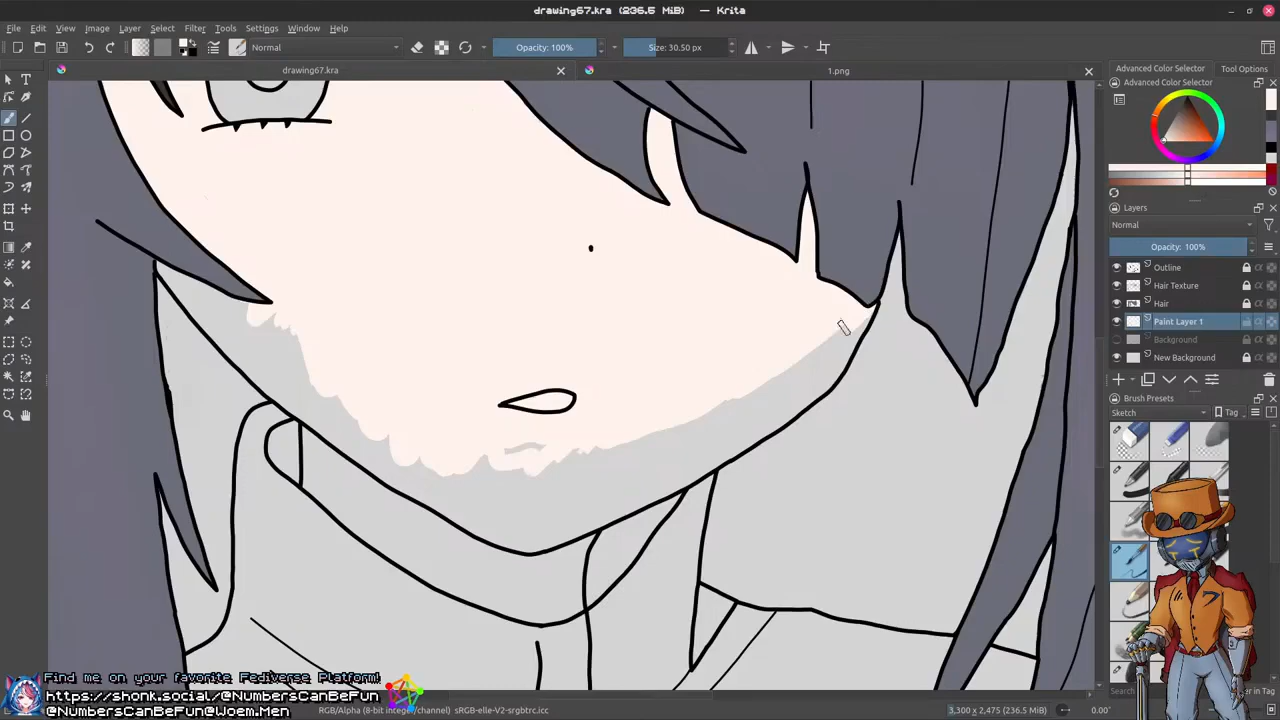 drawing67.kra (236.5 MiB) — Krita
File Edit View Image Layer Select Filter Tools Settings Window Help
Normal Opacity: 100% Size: 30.50 px
drawing67.kra 1.png
Advanced Color Selector Tool Options
Advanced Color Selector
Layers
Normal
Opacity: 100%
Outline
Hair Texture
Hair
Paint Layer 1
Background
New Background
Brush Presets
Sketch Tag
Search
Find me on your favorite Fediverse Platform!
https://shonk.social/@NumbersCanBeFun
@NumbersCanBeFun@Woem.Men
RGB/Alpha (8-bit integer/channel) sRGB-elle-V2-srgbtrc.icc 3,300 x 2,475 (236.5 MiB) 0.00°